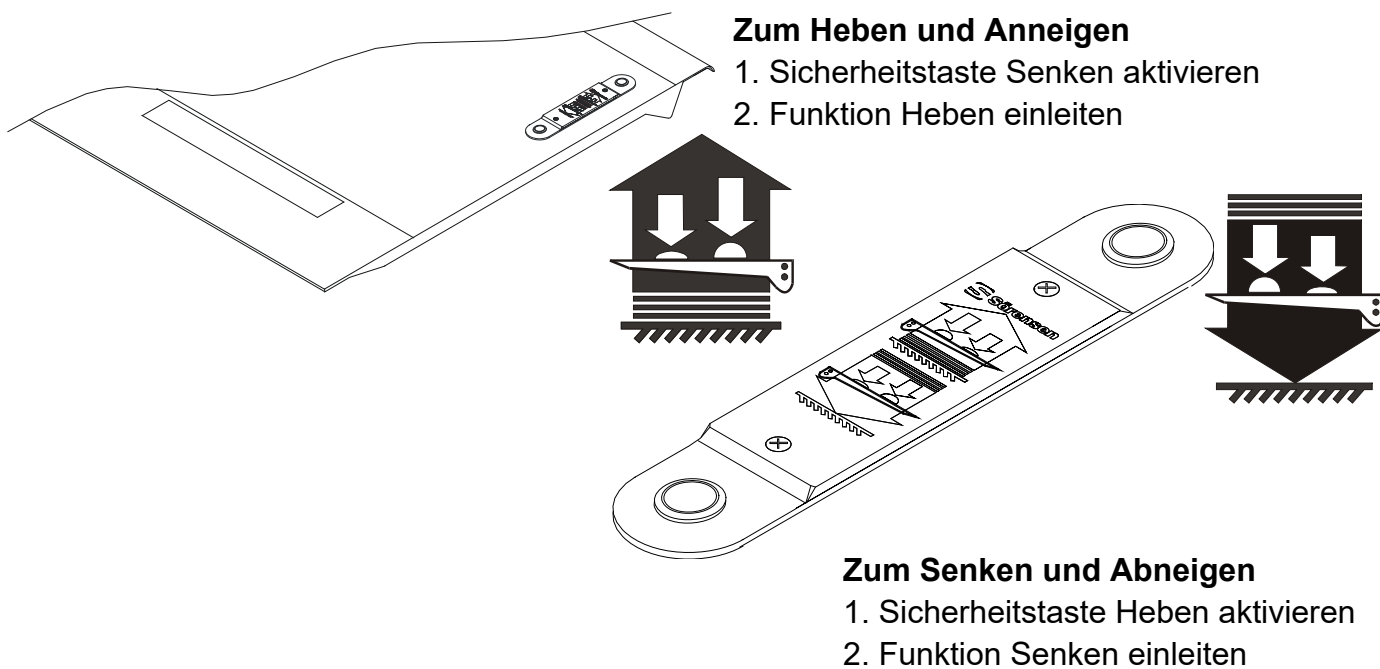 Zum Heben und Anneigen
1. Sicherheitstaste Senken aktivieren
2. Funktion Heben einleiten
Sörensen
Zum Senken und Abneigen
1. Sicherheitstaste Heben aktivieren
2. Funktion Senken einleiten